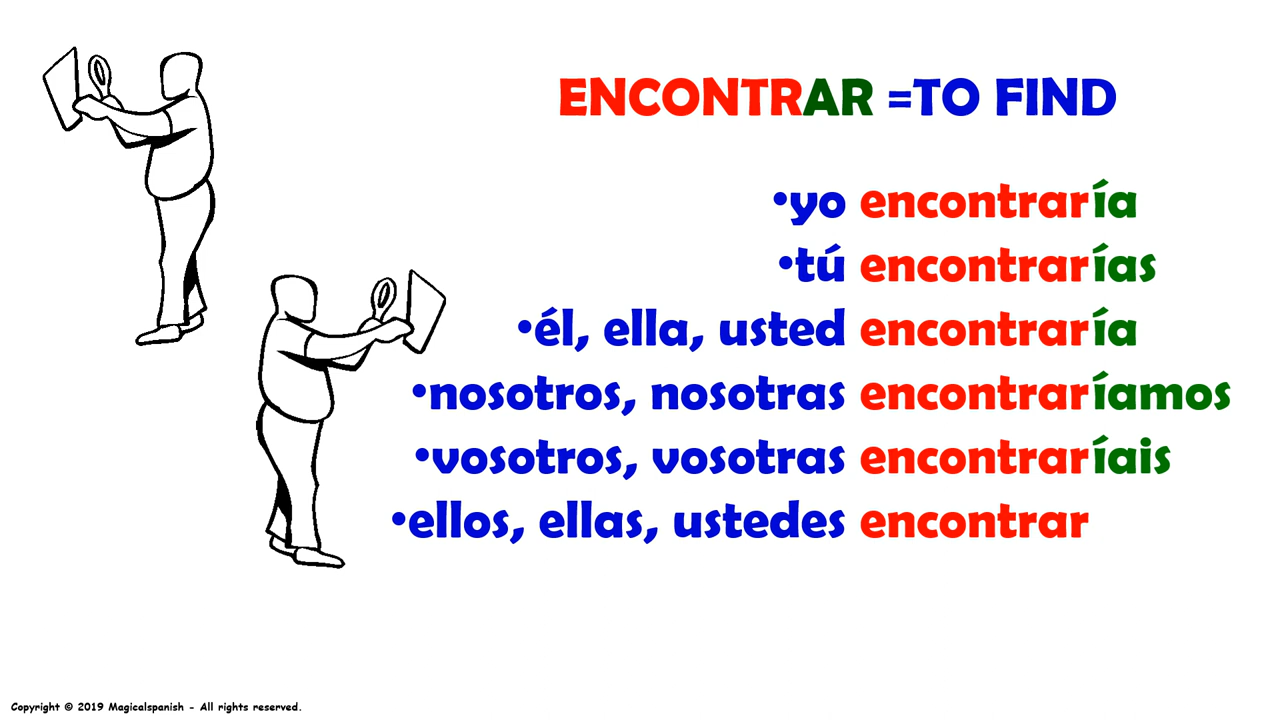 ENCONTRAR =TO FIND
•yo encontraría
•tú encontrarías
•él, ella, usted encontraría
•nosotros, nosotras encontraríamos
•vosotros, vosotras encontraríais
•ellos, ellas, ustedes encontrar
Copyright © 2019 Magicalspanish - All rights reserved.